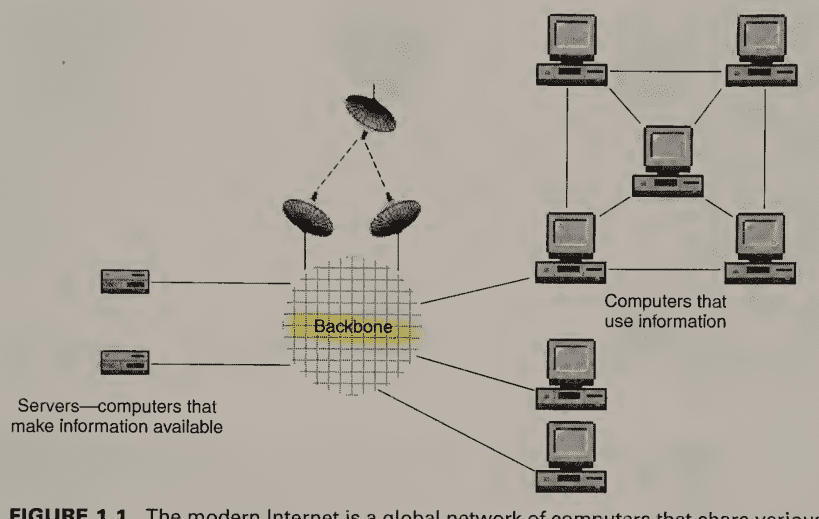 Backbone
Computers that
use information
Servers—computers that
make information available
FIGURE 1.1 The modern Internet is a global network of computers that share various